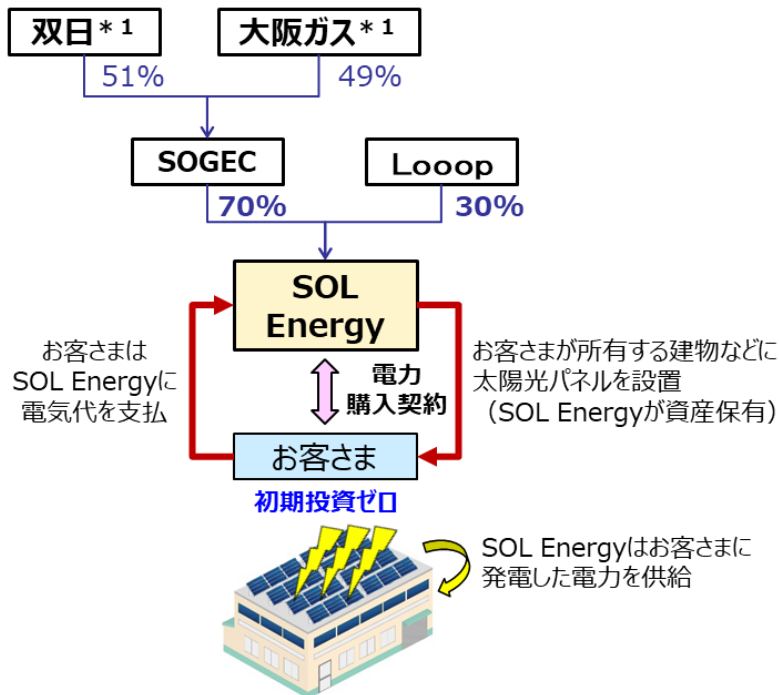 双日*1
大阪ガス*1
51%
49%
SOGEC
Looop
70%
30%
SOL
Energy
お客さまは
SOL Energyに
電気代を支払
電力
購入契約
お客さまが所有する建物などに
太陽光パネルを設置
（SOL Energyが資産保有）
お客さま
初期投資ゼロ
SOL Energyはお客さまに
発電した電力を供給